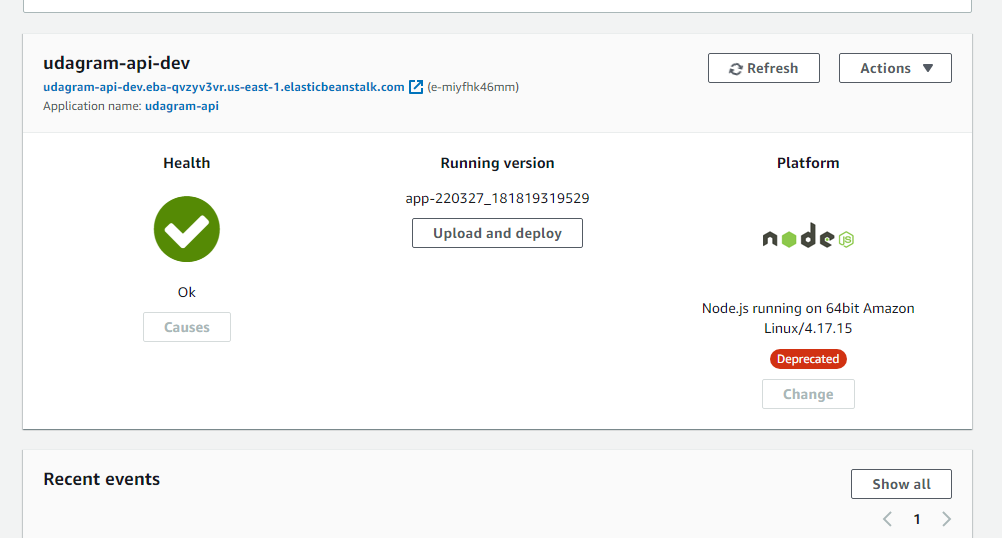 udagram-api-dev
udagram-api-dev.eba-qvzyv3vr.us-east-1.elasticbeanstalk.com (e-miyfhk46mm)
Application name: udagram-api
Refresh
Actions
Health
Ok
Causes
Running version
app-220327_181819319529
Upload and deploy
Platform
node JS
Node.js running on 64bit Amazon
Linux/4.17.15
Deprecated
Change
Recent events
Show all
1